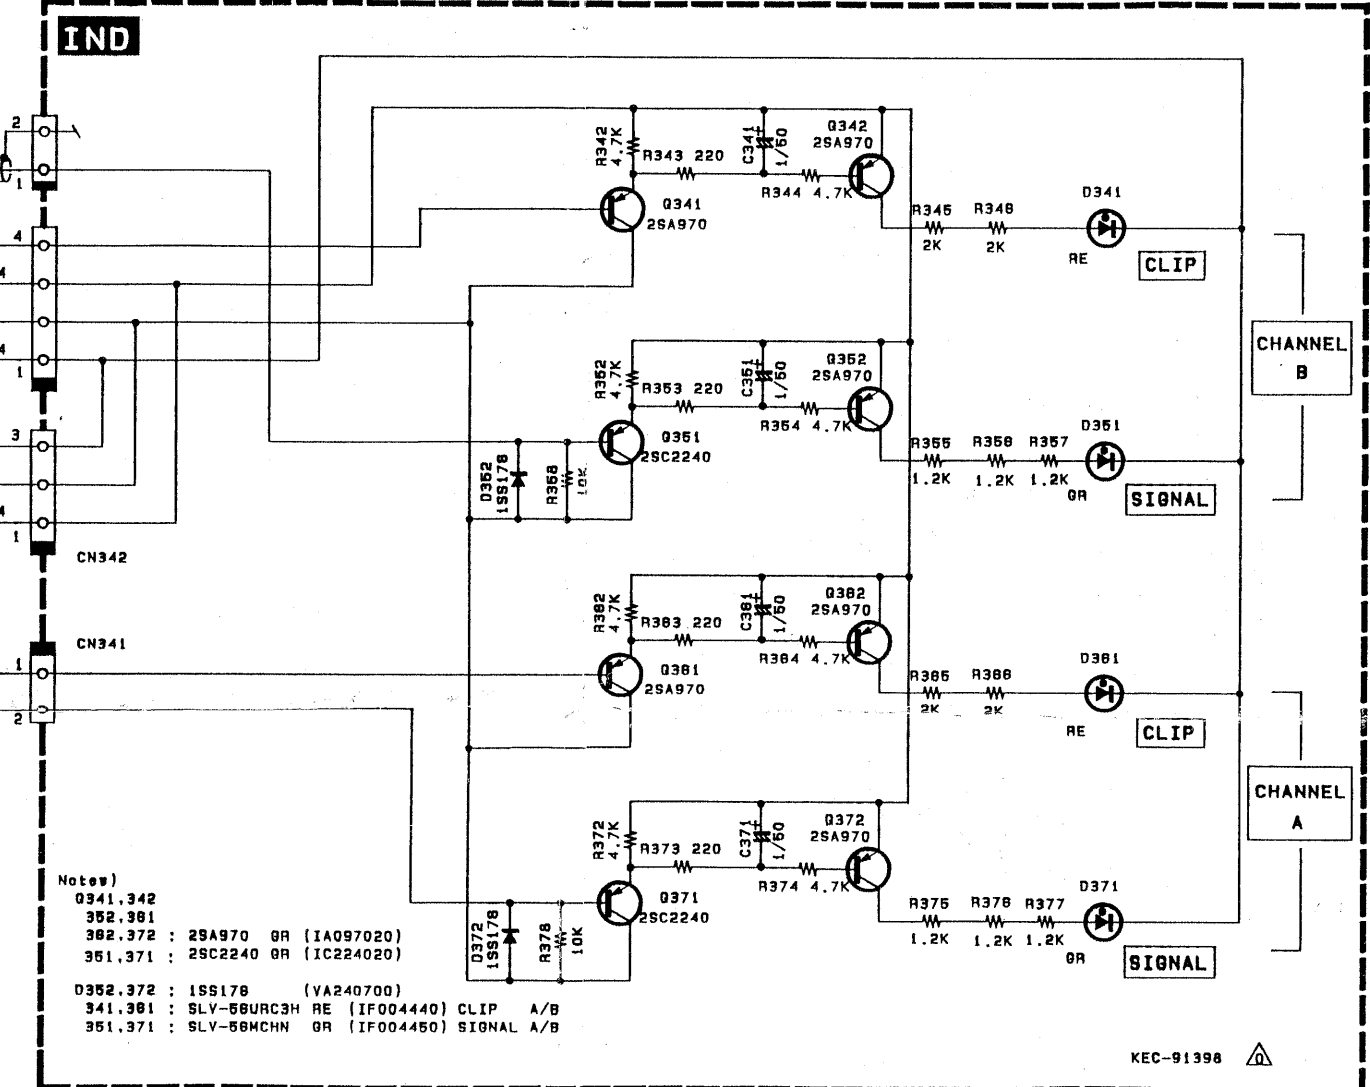 IND
2
1
4
4
4
1
3
4
1
CN342
CN341
1
2
R342
4.7K
R343 220
C341
1/50
Q342
2SA970
R344 4.7K
Q341
2SA970
R345
2K
R346
2K
D341
RE
CLIP
R352
4.7K
R353 220
C351
1/50
Q352
2SA970
R354 4.7K
Q351
2SC2240
D352
1SS178
R358
10K
R355
1.2K
R356
1.2K
R357
1.2K
D351
GR
SIGNAL
CHANNEL
B
R382
4.7K
R383 220
C381
1/50
Q382
2SA970
R384 4.7K
Q381
2SA970
R385
2K
R386
2K
D381
RE
CLIP
R372
4.7K
R373 220
C371
1/50
Q372
2SA970
R374 4.7K
Q371
2SC2240
D372
1SS178
R378
10K
R375
1.2K
R376
1.2K
R377
1.2K
D371
GR
SIGNAL
CHANNEL
A
Notes)
Q341,342
352,381
382,372 : 2SA970 GR (IA097020)
351,371 : 2SC2240 GR (IC224020)
D352,372 : 1SS178 (VA240700)
341,381 : SLV-56URC3H RE (IF004440) CLIP A/B
351,371 : SLV-56MCHN GR (IF004450) SIGNAL A/B
KEC-91398